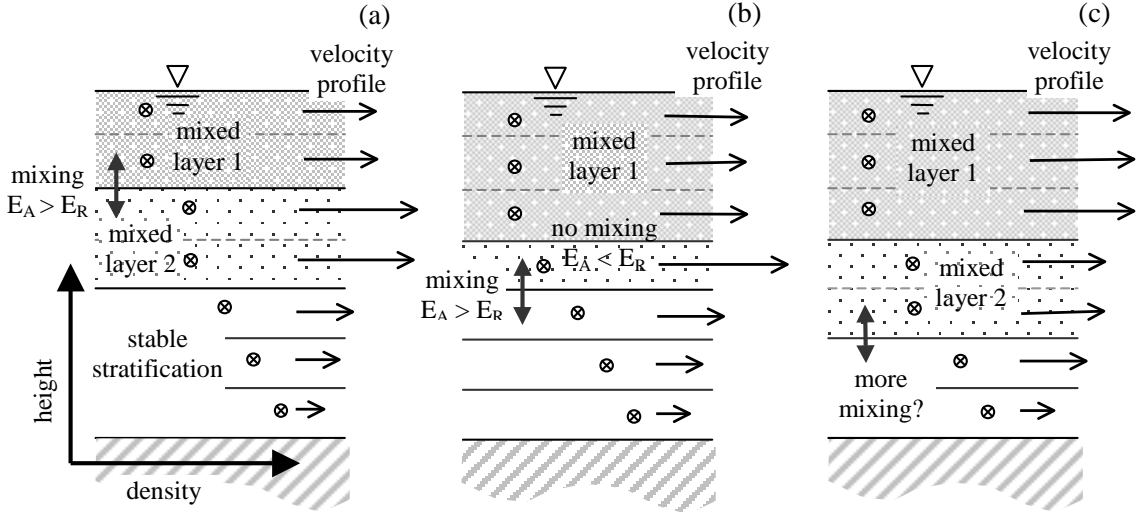 (a)
velocity
profile
mixed
layer 1
mixing
E_A > E_R
mixed
layer 2
stable
stratification
height
density
(b)
velocity
profile
mixed
layer 1
no mixing
E_A < E_R
mixing
E_A > E_R
(c)
velocity
profile
mixed
layer 1
mixed
layer 2
more
mixing?